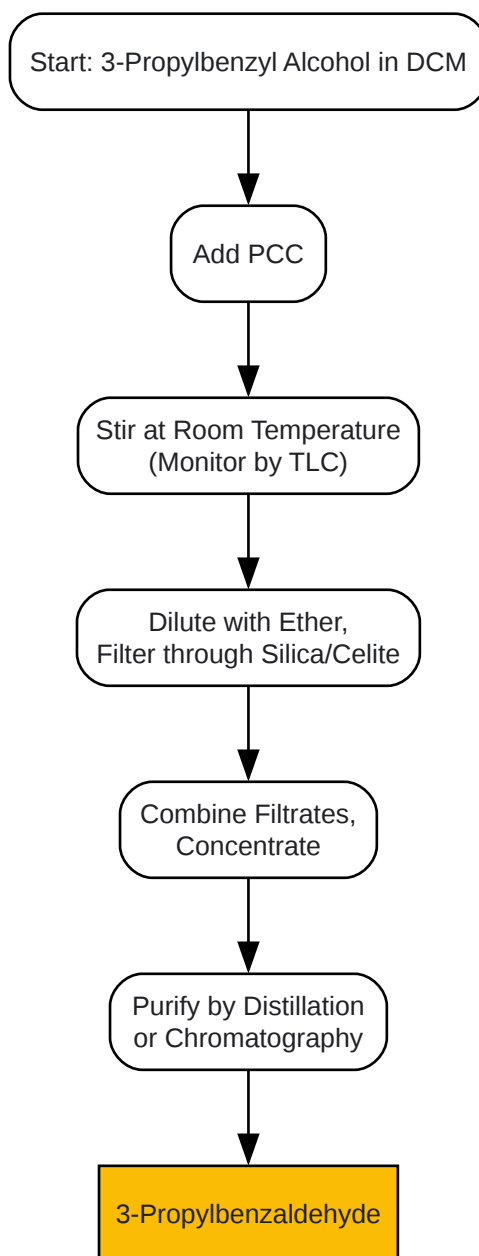 Start: 3-Propylbenzyl Alcohol in DCM
Add PCC
Stir at Room Temperature
(Monitor by TLC)
Dilute with Ether,
Filter through Silica/Celite
Combine Filtrates,
Concentrate
Purify by Distillation
or Chromatography
3-Propylbenzaldehyde